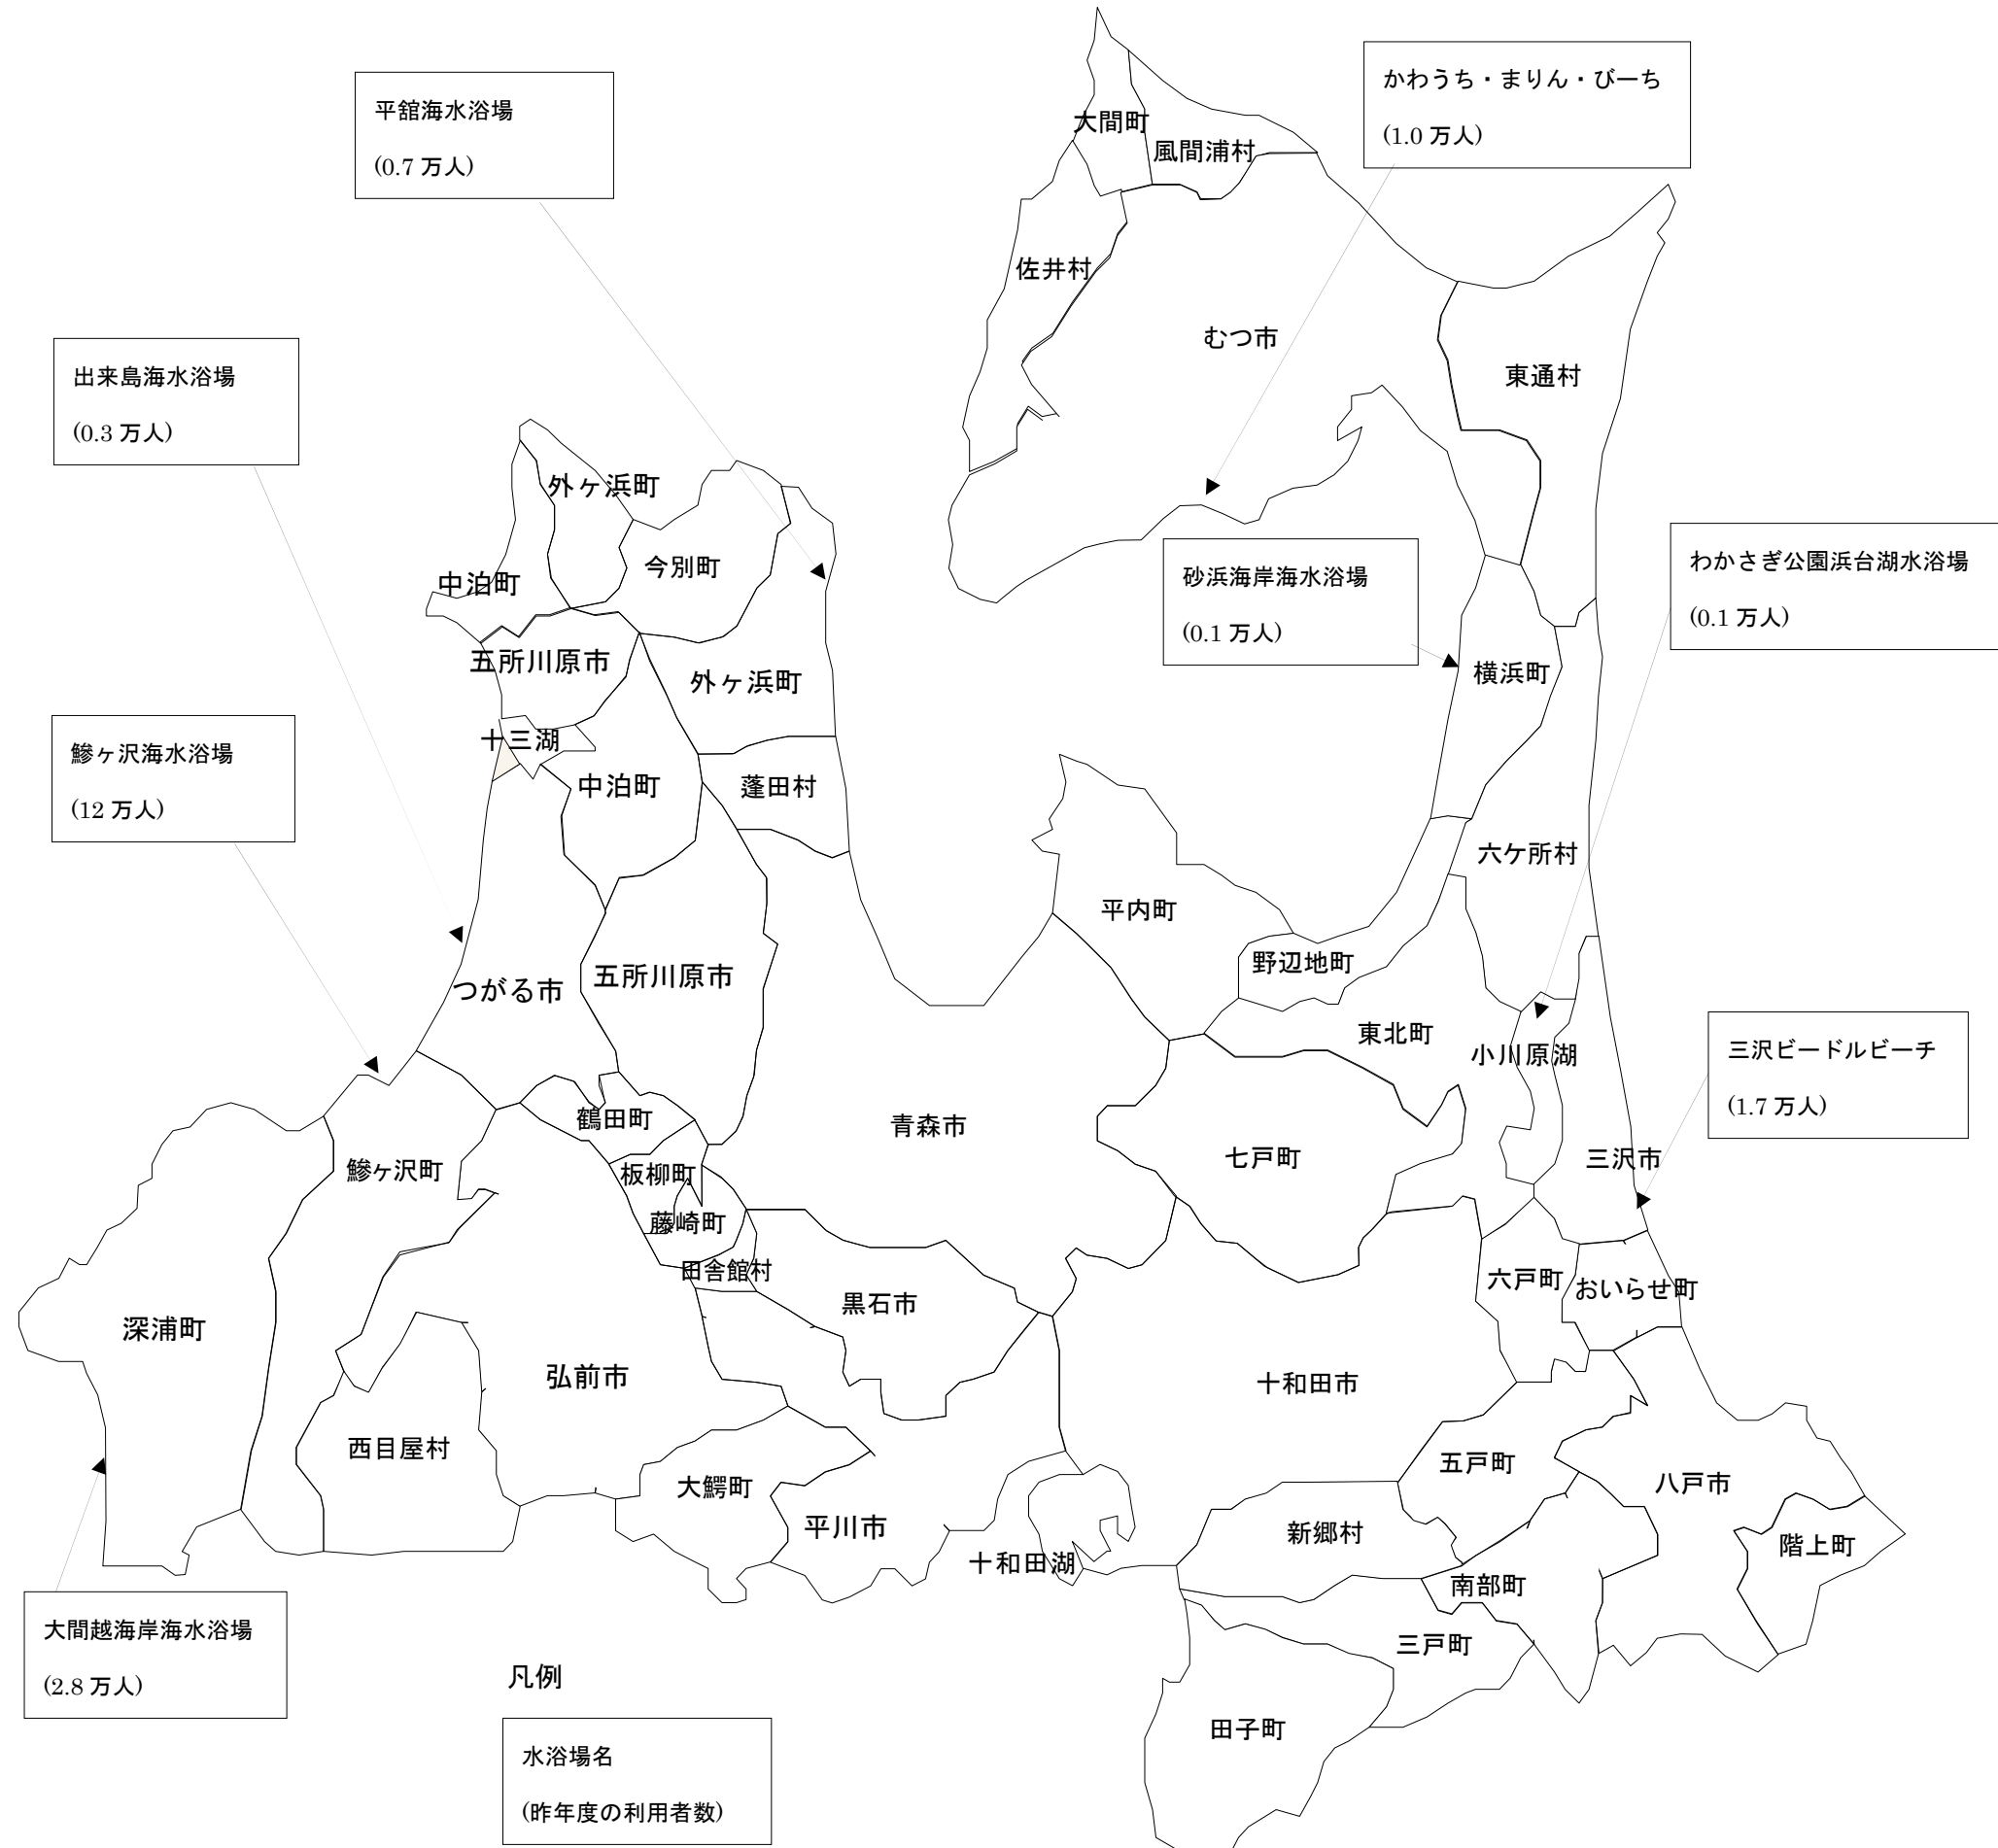 かわうち・まりん・びーち
(1.0 万人)
平舘海水浴場
(0.7 万人)
大間町
風間浦村
佐井村
むつ市
東通村
出来島海水浴場
(0.3 万人)
外ヶ浜町
今別町
中泊町
砂浜海岸海水浴場
(0.1 万人)
わかさぎ公園浜台湖水浴場
(0.1 万人)
五所川原市
外ヶ浜町
横浜町
十三湖
鰺ヶ沢海水浴場
(12 万人)
中泊町
蓬田村
六ケ所村
平内町
野辺地町
つがる市
五所川原市
東北町
小川原湖
三沢ビードルビーチ
(1.7 万人)
鶴田町
青森市
鰺ヶ沢町
板柳町
七戸町
三沢市
藤崎町
田舎館村
黒石市
六戸町
おいらせ町
深浦町
弘前市
十和田市
西目屋村
大鰐町
平川市
五戸町
八戸市
新郷村
階上町
十和田湖
南部町
大間越海岸海水浴場
(2.8 万人)
三戸町
田子町
凡例
水浴場名
(昨年度の利用者数)